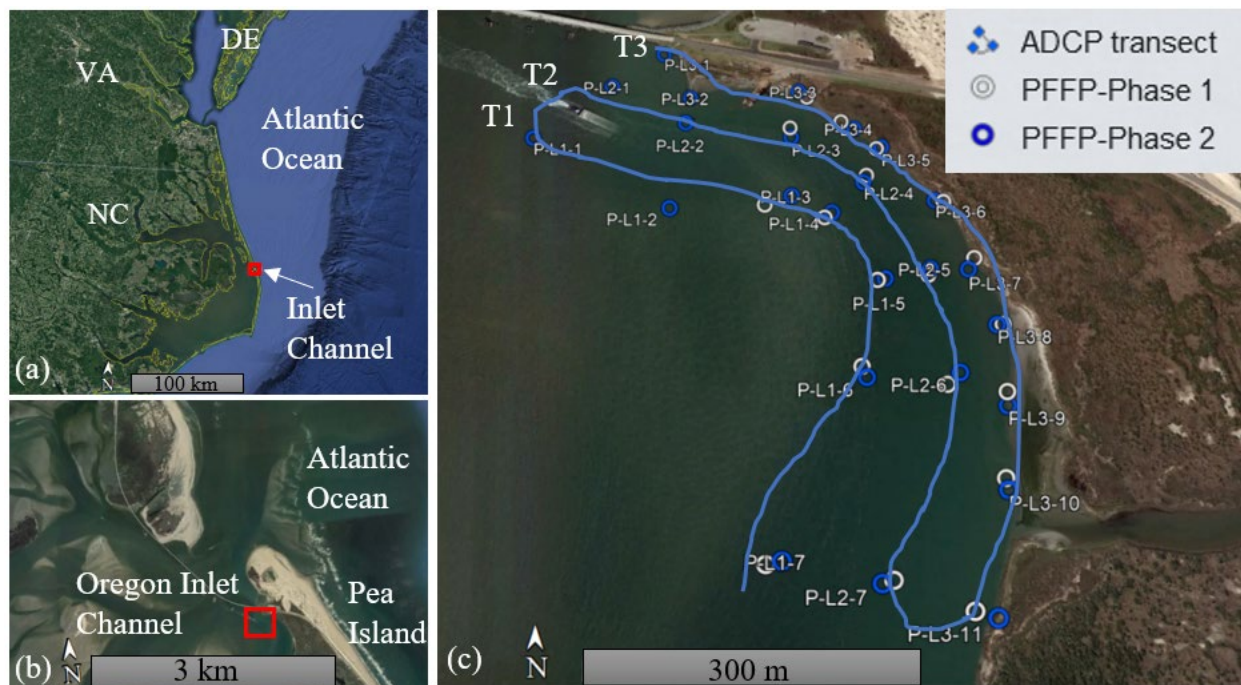 DE
VA
Atlantic
Ocean
NC
Inlet
Channel
(a)
N
100 km
Atlantic
Ocean
Oregon Inlet
Channel
Pea
Island
(b)
N
3 km
ADCP transect
PFFP-Phase 1
PFFP-Phase 2
T3
T2
T1
P-L3-1
P-L2-1
P-L3-2
P-L3-3
P-L1-1
P-L2-2
P-L2-3
P-L3-4
P-L3-5
P-L1-2
P-L1-3
P-L2-4
P-L1-4
P-L3-6
P-L1-5
P-L2-5
P-L3-7
P-L3-8
P-L1-6
P-L2-6
P-L3-9
P-L3-10
P-L1-7
P-L2-7
P-L3-11
(c)
N
300 m